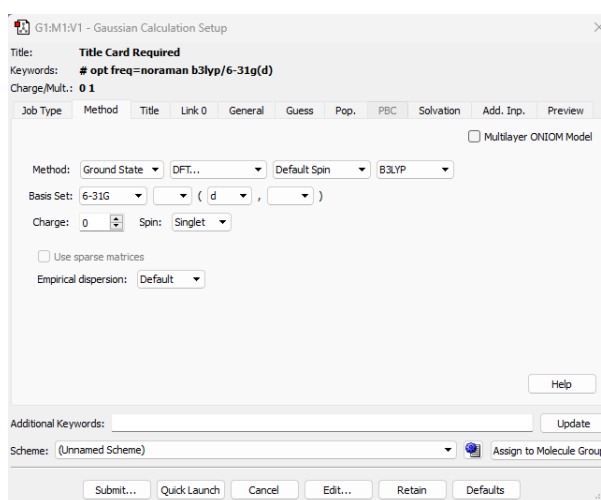 G1:M1:V1 - Gaussian Calculation Setup
Title: Title Card Required
Keywords: # opt freq=noraman b3lyp/6-31g(d)
Charge/Mult.: 0 1
Job Type Method Title Link 0 General Guess Pop. PBC Solvation Add. Inp. Preview
Multilayer ONIOM Model
Method: Ground State DFT... Default Spin B3LYP
Basis Set: 6-31G ( d , )
Charge: 0 Spin: Singlet
Use sparse matrices
Empirical dispersion: Default
Help
Additional Keywords: Update
Scheme: (Unnamed Scheme) Assign to Molecule Group
Submit... Quick Launch Cancel Edit... Retain Defaults